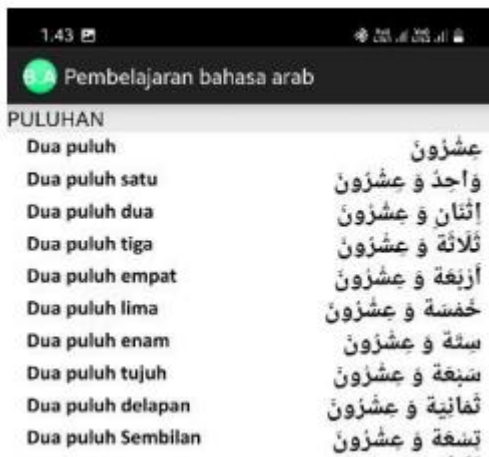 1.43
B.A Pembelajaran bahasa arab
PULUHAN
Dua puluh عِشْرُونَ
Dua puluh satu وَاحِدٌ وَ عِشْرُونَ
Dua puluh dua اِثْنَانِ وَ عِشْرُونَ
Dua puluh tiga ثَلَاثَة وَ عِشْرُونَ
Dua puluh empat أَرْبَعَة وَ عِشْرُونَ
Dua puluh lima خَمْسَة وَ عِشْرُونَ
Dua puluh enam سِتَّة وَ عِشْرُونَ
Dua puluh tujuh سَبْعَة وَ عِشْرُونَ
Dua puluh delapan ثَمَانِيَة وَ عِشْرُونَ
Dua puluh Sembilan تِسْعَة وَ عِشْرُونَ